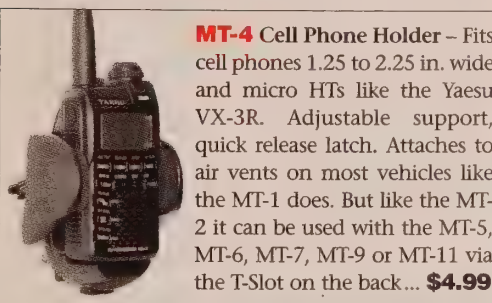 MT-4 Cell Phone Holder – Fits
cell phones 1.25 to 2.25 in. wide
and micro HTs like the Yaesu
VX-3R. Adjustable support,
quick release latch. Attaches to
air vents on most vehicles like
the MT-1 does. But like the MT-
2 it can be used with the MT-5,
MT-6, MT-7, MT-9 or MT-11 via
the T-Slot on the back... $4.99
YAESU